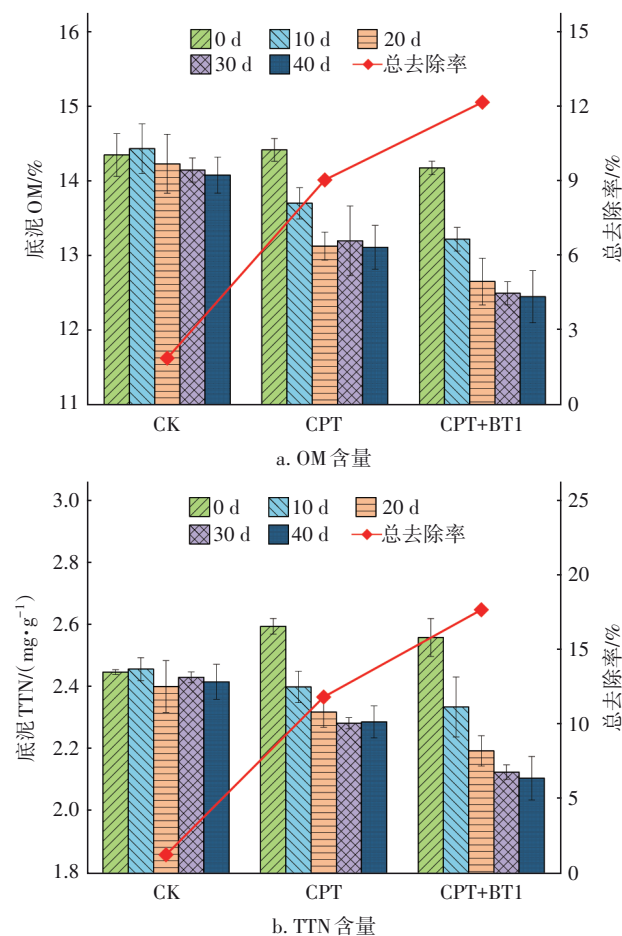 16
15
14
13
12
11
底泥OM/%
0 d
10 d
20 d
30 d
40 d
总去除率
15
12
9
6
3
0
总去除率/%
CK
CPT
CPT+BT1
a. OM含量
3.0
2.8
2.6
2.4
2.2
2.0
1.8
底泥TTN/(mg•g⁻¹)
0 d
10 d
20 d
30 d
40 d
总去除率
25
20
15
10
5
0
总去除率/%
CK
CPT
CPT+BT1
b. TTN含量